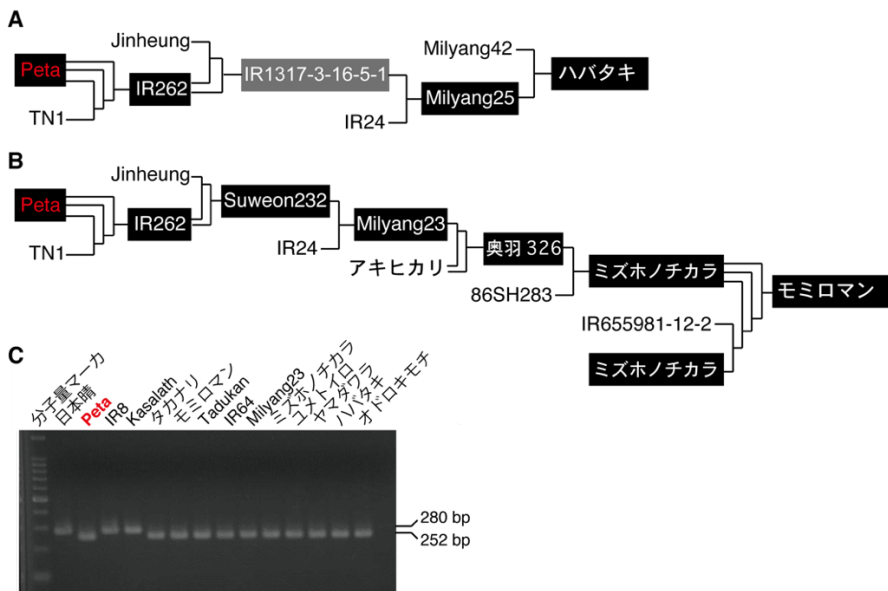 A
Jinheung
Milyang42
Peta
IR1317-3-16-5-1
ハバタキ
IR262
Milyang25
TN1
IR24
B
Jinheung
Peta
Suweon232
IR262
Milyang23
TN1
IR24
奥羽 326
アキヒカリ
ミズホノチカラ
86SH283
モミロマン
IR655981-12-2
ミズホノチカラ
C
分子量マーカ
日本晴
Peta
IR8
Kasalath
タカナリ
モミロマン
Tadukan
IR64
Milyang23
ミズホノチカラ
ユメトイロ
ヤマダワラ
ハバタキ
オドロキモチ
280 bp
252 bp